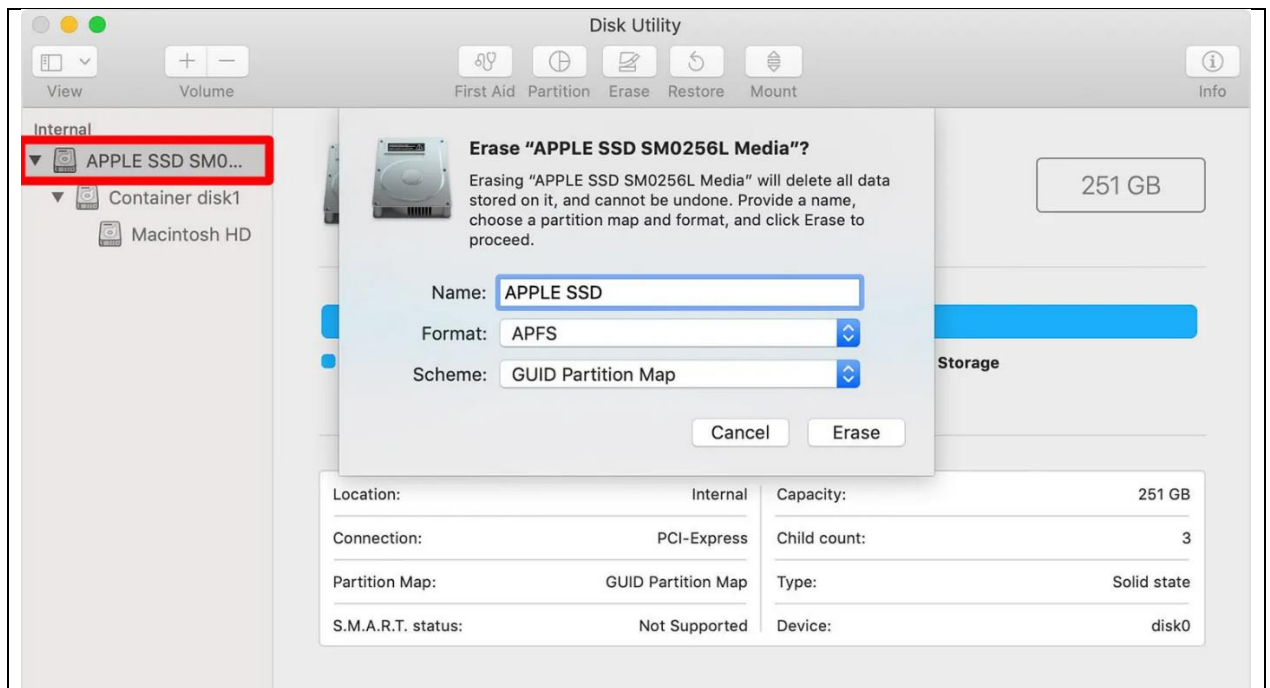 Disk Utility
View
Volume
First Aid Partition Erase Restore Mount
Info
Internal
APPLE SSD SM0...
Container disk1
Macintosh HD
Erase “APPLE SSD SM0256L Media”?
Erasing “APPLE SSD SM0256L Media” will delete all data
stored on it, and cannot be undone. Provide a name,
choose a partition map and format, and click Erase to
proceed.
Name: APPLE SSD
Format: APFS
Scheme: GUID Partition Map
Cancel Erase
251 GB
Storage
Location: Internal Capacity: 251 GB
Connection: PCI-Express Child count: 3
Partition Map: GUID Partition Map Type: Solid state
S.M.A.R.T. status: Not Supported Device: disk0